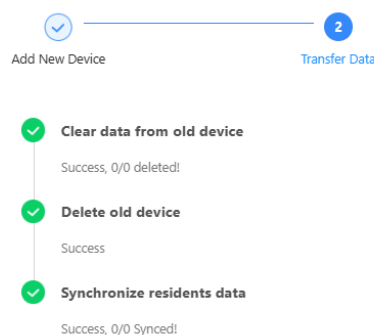 2
Add New Device
Transfer Data
Clear data from old device
Success, 0/0 deleted!
Delete old device
Success
Synchronize residents data
Success, 0/0 Synced!